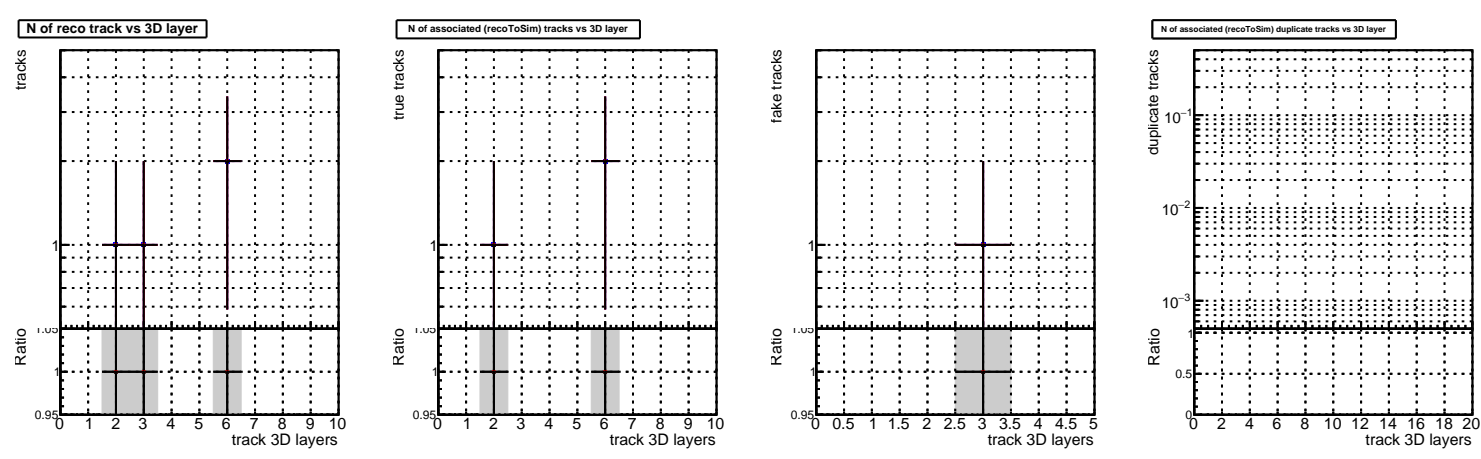 N of reco track vs 3D layer
tracks
1
Ratio
1.05
1
0.95
0 1 2 3 4 5 6 7 8 9 10
track 3D layers
N of associated (recoToSim) tracks vs 3D layer
true tracks
1
Ratio
1.05
1
0.95
0 1 2 3 4 5 6 7 8 9 10
track 3D layers
fake tracks
1
Ratio
1.05
1
0.95
0 0.5 1 1.5 2 2.5 3 3.5 4 4.5 5
track 3D layers
N of associated (recoToSim) duplicate tracks vs 3D layer
duplicate tracks
10⁻¹
10⁻²
10⁻³
Ratio
1
0.5
0
0 2 4 6 8 10 12 14 16 18 20
track 3D layers